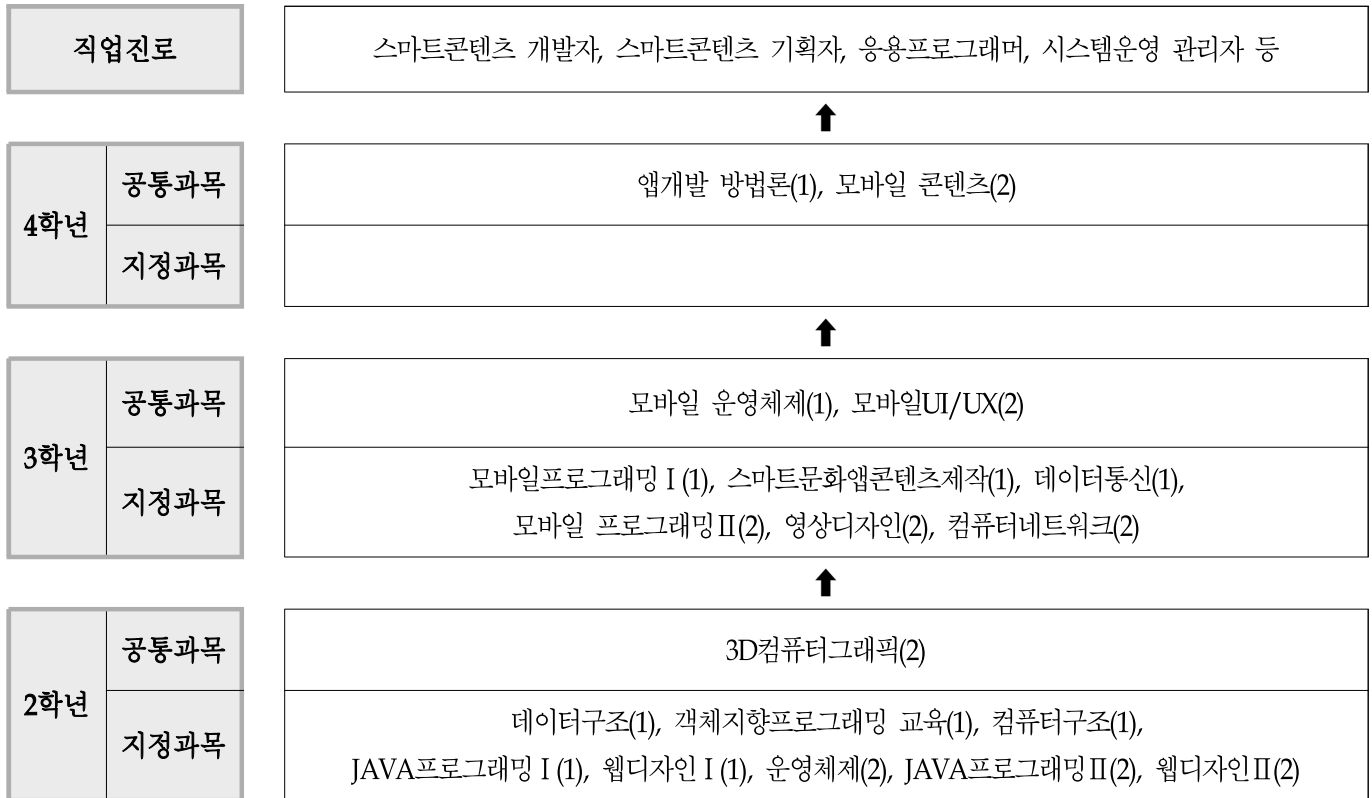 직업진로
스마트콘텐츠 개발자, 스마트콘텐츠 기획자, 응용프로그래머, 시스템운영 관리자 등
4학년
공통과목
앱개발 방법론(1), 모바일 콘텐츠(2)
지정과목
3학년
공통과목
모바일 운영체제(1), 모바일UI/UX(2)
지정과목
모바일프로그래밍Ⅰ(1), 스마트문화앱콘텐츠제작(1), 데이터통신(1),
모바일 프로그래밍Ⅱ(2), 영상디자인(2), 컴퓨터네트워크(2)
2학년
공통과목
3D컴퓨터그래픽(2)
지정과목
데이터구조(1), 객체지향프로그래밍 교육(1), 컴퓨터구조(1),
JAVA프로그래밍Ⅰ(1), 웹디자인Ⅰ(1), 운영체제(2), JAVA프로그래밍Ⅱ(2), 웹디자인Ⅱ(2)